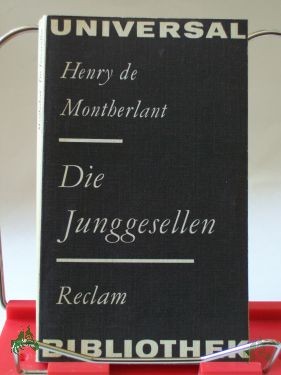 UNIVERSAL
Henry de
Montherlant
Die
Junggesellen
Reclam
BIBLIOTHEK